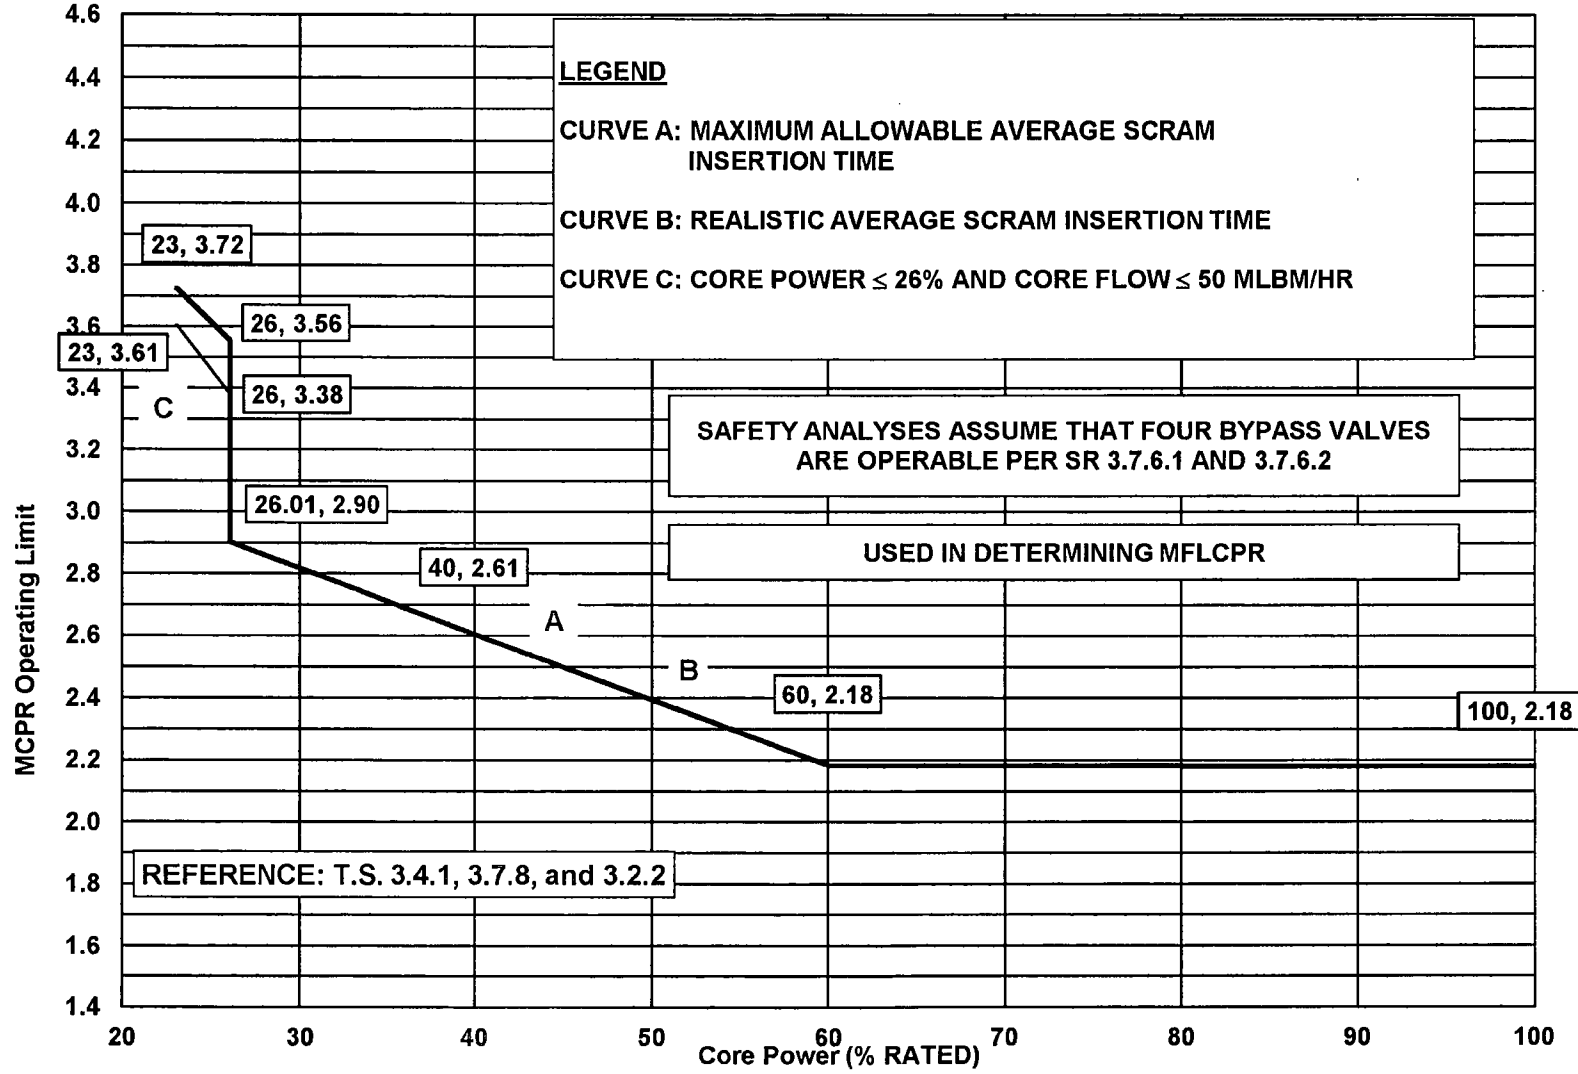 4.6
4.4
4.2
4.0
3.8
3.6
3.4
3.2
3.0
2.8
2.6
2.4
2.2
2.0
1.8
1.6
1.4
MCPR Operating Limit
LEGEND
CURVE A: MAXIMUM ALLOWABLE AVERAGE SCRAM
INSERTION TIME
CURVE B: REALISTIC AVERAGE SCRAM INSERTION TIME
CURVE C: CORE POWER ≤ 26% AND CORE FLOW ≤ 50 MLBM/HR
23, 3.72
26, 3.56
23, 3.61
26, 3.38
C
SAFETY ANALYSES ASSUME THAT FOUR BYPASS VALVES
ARE OPERABLE PER SR 3.7.6.1 AND 3.7.6.2
26.01, 2.90
USED IN DETERMINING MFLCPR
40, 2.61
A
B
60, 2.18
100, 2.18
REFERENCE: T.S. 3.4.1, 3.7.8, and 3.2.2
20 30 40 50 60 70 80 90 100
Core Power (% RATED)